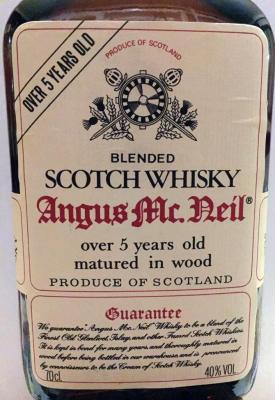 OVER 5 YEARS OLD
PRODUCE OF SCOTLAND
BLENDED
SCOTCH WHISKY
Angus Mc. Neil®
over 5 years old
matured in wood
PRODUCE OF SCOTLAND
Guarantee
We guarantee "Angus Mc. Neil" Whisky to be a blend of the
Finest Old Glenlivet, Islay, and other Famed Scotch Whiskies.
It is kept in bond for many years, and thoroughly matured in
wood before being bottled in our warehouse and is pronounced
by connoisseurs to be the Cream of Scotch Whisky.
70cl 40% VOL.